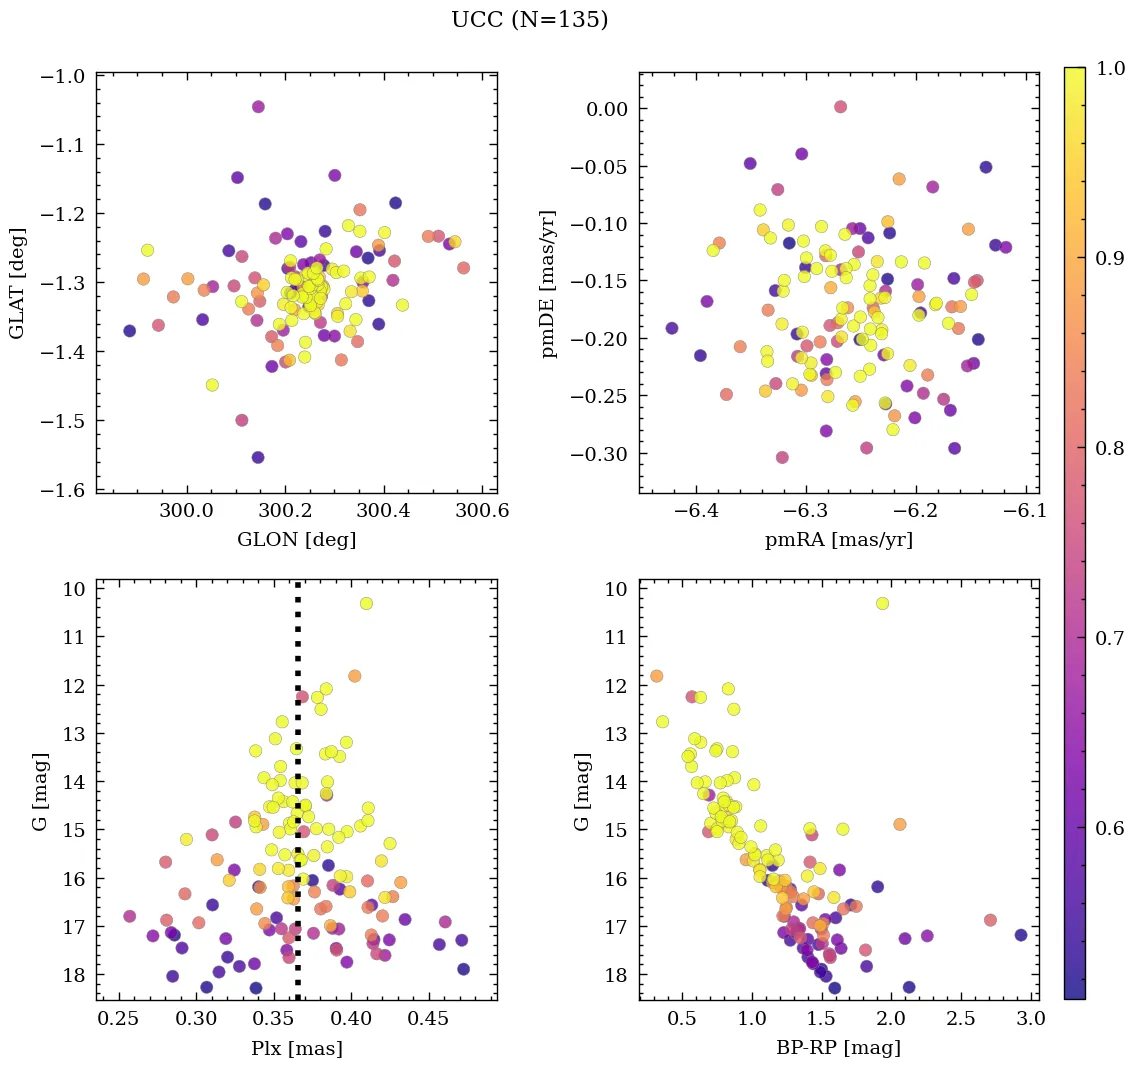 UCC (N=135)
−1.0
−1.1
−1.2
−1.3
−1.4
−1.5
−1.6
GLAT [deg]
300.0 300.2 300.4 300.6
GLON [deg]
0.00
−0.05
−0.10
−0.15
−0.20
−0.25
−0.30
pmDE [mas/yr]
−6.4 −6.3 −6.2 −6.1
pmRA [mas/yr]
10
11
12
13
14
15
16
17
18
G [mag]
0.25 0.30 0.35 0.40 0.45
Plx [mas]
10
11
12
13
14
15
16
17
18
G [mag]
0.5 1.0 1.5 2.0 2.5 3.0
BP-RP [mag]
1.0
0.9
0.8
0.7
0.6